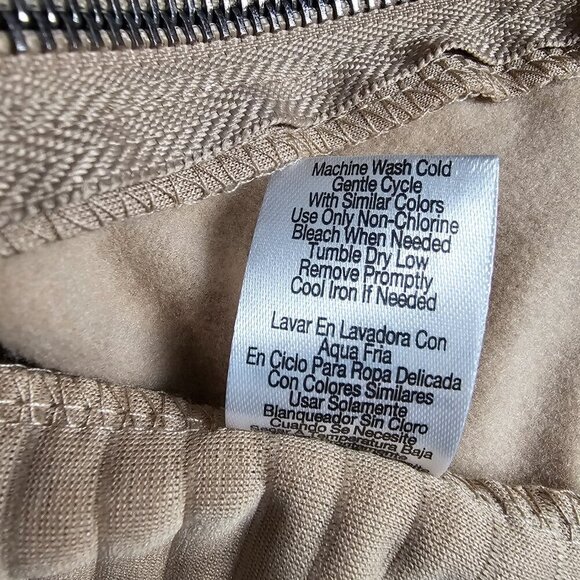 Machine Wash Cold
Gentle Cycle
With Similar Colors
Use Only Non-Chlorine
Bleach When Needed
Tumble Dry Low
Remove Promptly
Cool Iron If Needed
Lavar En Lavadora Con
Aqua Fria
En Ciclo Para Ropa Delicada
Con Colores Similares
Usar Solamente
Blanqueador Sin Cloro
Cuando Se Necesite
Temperatura Baja